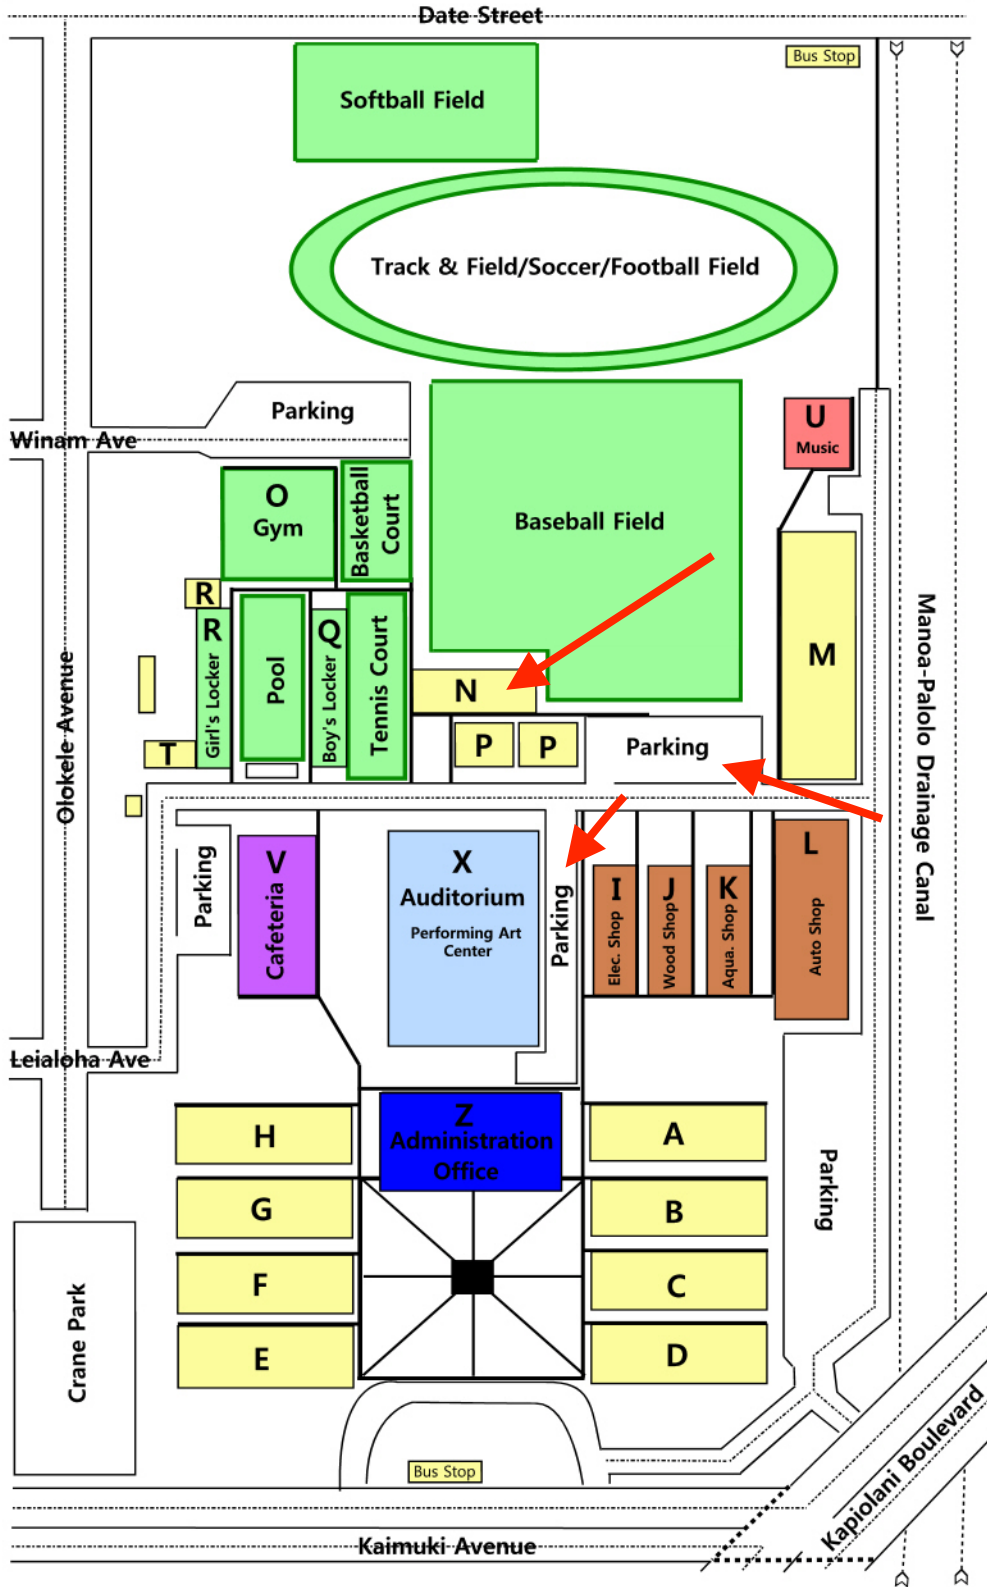 Date Street
Bus Stop
Softball Field
Track & Field/Soccer/Football Field
Parking
Winam Ave
U
Music
O
Gym
Basketball
Court
Baseball Field
R
R
Girl's Locker
Pool
Q
Boy's Locker
Tennis Court
N
M
T
P
P
Parking
Olokele Avenue
Manoa-Palolo Drainage Canal
Parking
V
Cafeteria
X
Auditorium
Performing Art
Center
Parking
I
Elec. Shop
J
Wood Shop
K
Aqua. Shop
L
Auto Shop
Leialoha Ave
Z
Administration
Office
H
A
G
B
F
C
E
D
Parking
Crane Park
Bus Stop
Kapiolani Boulevard
Kaimuki Avenue